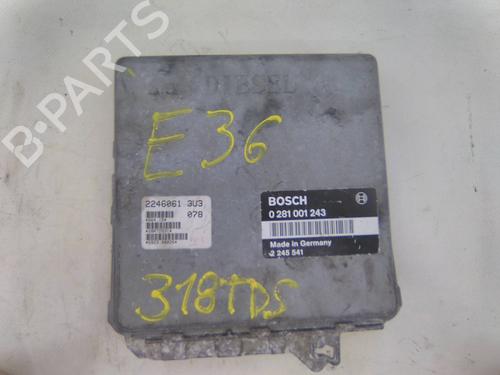 B-PARTS
DIESEL
E36
2246061 3U3
078
BOSCH
0 281 001 243
Made in Germany
2 245 541
318TDS